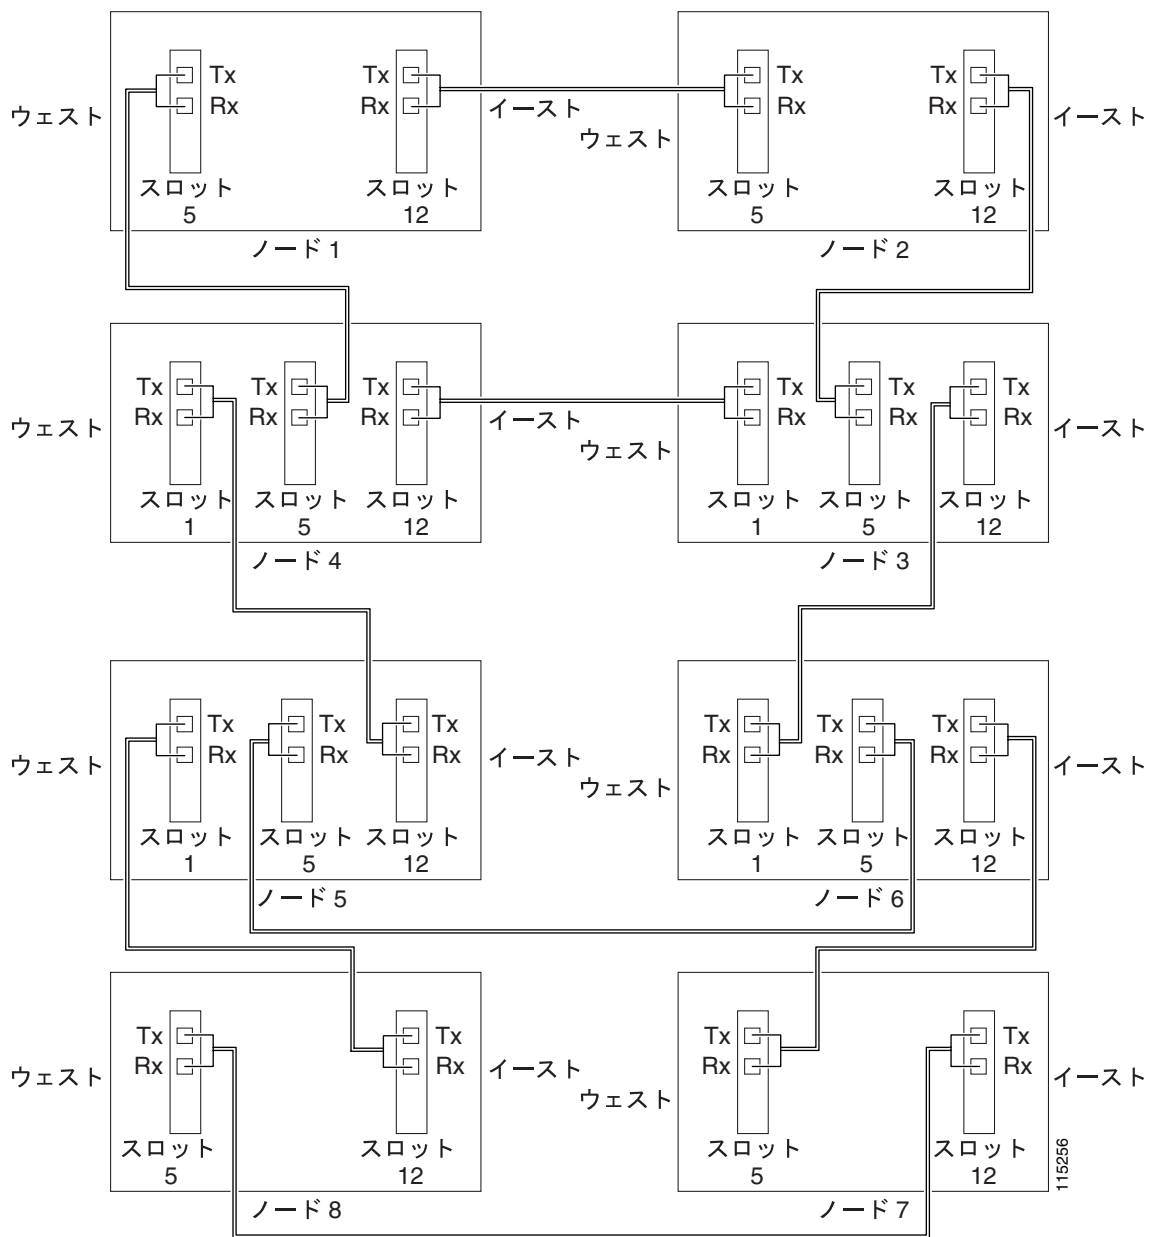 Tx Tx Tx Tx
Rx Rx Rx Rx
ウェスト イースト ウェスト イースト
スロット スロット スロット スロット
5 12 5 12
ノード 1 ノード 2
Tx Tx Tx Tx Tx Tx
Rx Rx Rx Rx Rx Rx
ウェスト イースト ウェスト イースト
スロット スロット スロット スロット スロット スロット
1 5 12 1 5 12
ノード 4 ノード 3
Tx Tx Tx Tx Tx Tx
Rx Rx Rx Rx Rx Rx
ウェスト イースト ウェスト イースト
スロット スロット スロット スロット スロット スロット
1 5 12 1 5 12
ノード 5 ノード 6
Tx Tx Tx Tx
Rx Rx Rx Rx
ウェスト イースト ウェスト イースト
スロット スロット スロット スロット
5 12 5 12
ノード 8 ノード 7
115256